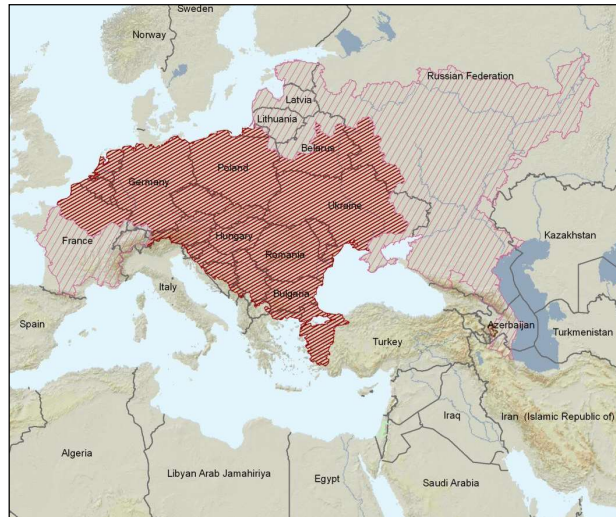 Sweden
Norway
Russian Federation
Latvia
Lithuania
Belarus
Poland
Germany
Ukraine
Kazakhstan
France
Hungary
Romania
Italy
Bulgaria
Spain
Azerbaijan
Turkmenistan
Turkey
Iraq
Iran (Islamic Republic of)
Algeria
Libyan Arab Jamahiriya
Egypt
Saudi Arabia